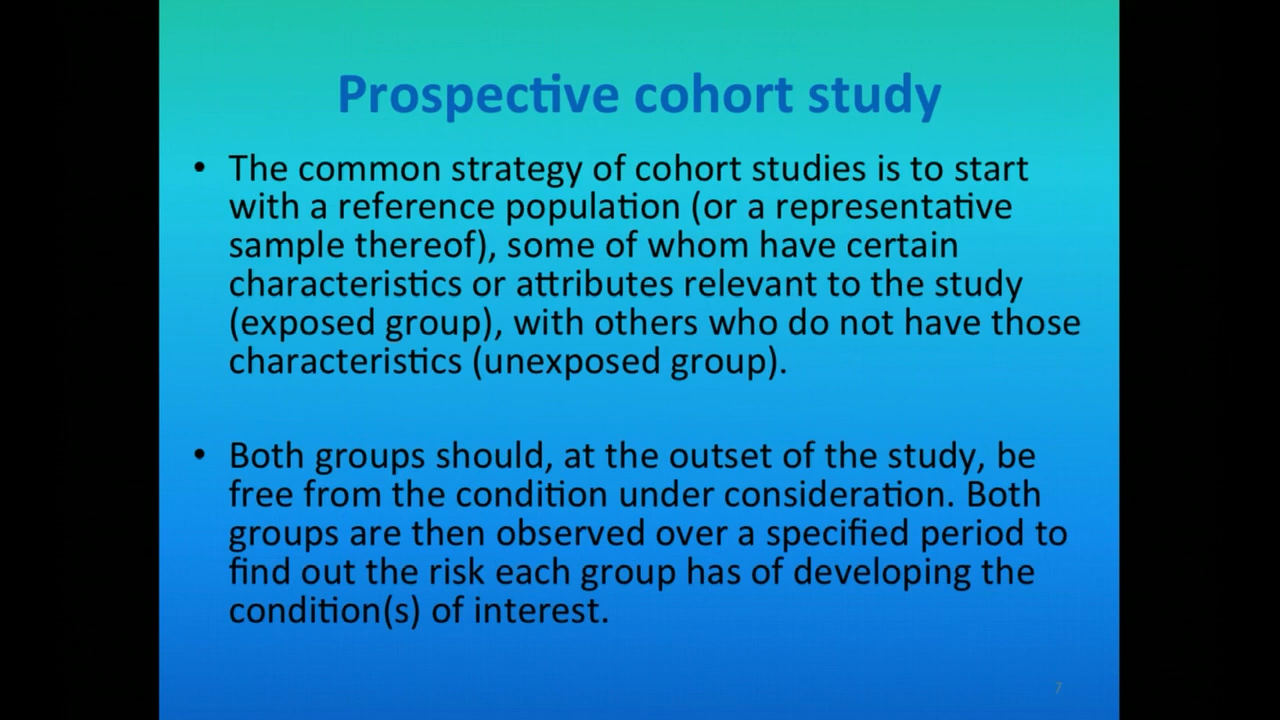 Prospective cohort study
• The common strategy of cohort studies is to start
with a reference population (or a representative
sample thereof), some of whom have certain
characteristics or attributes relevant to the study
(exposed group), with others who do not have those
characteristics (unexposed group).
• Both groups should, at the outset of the study, be
free from the condition under consideration. Both
groups are then observed over a specified period to
find out the risk each group has of developing the
condition(s) of interest.
7